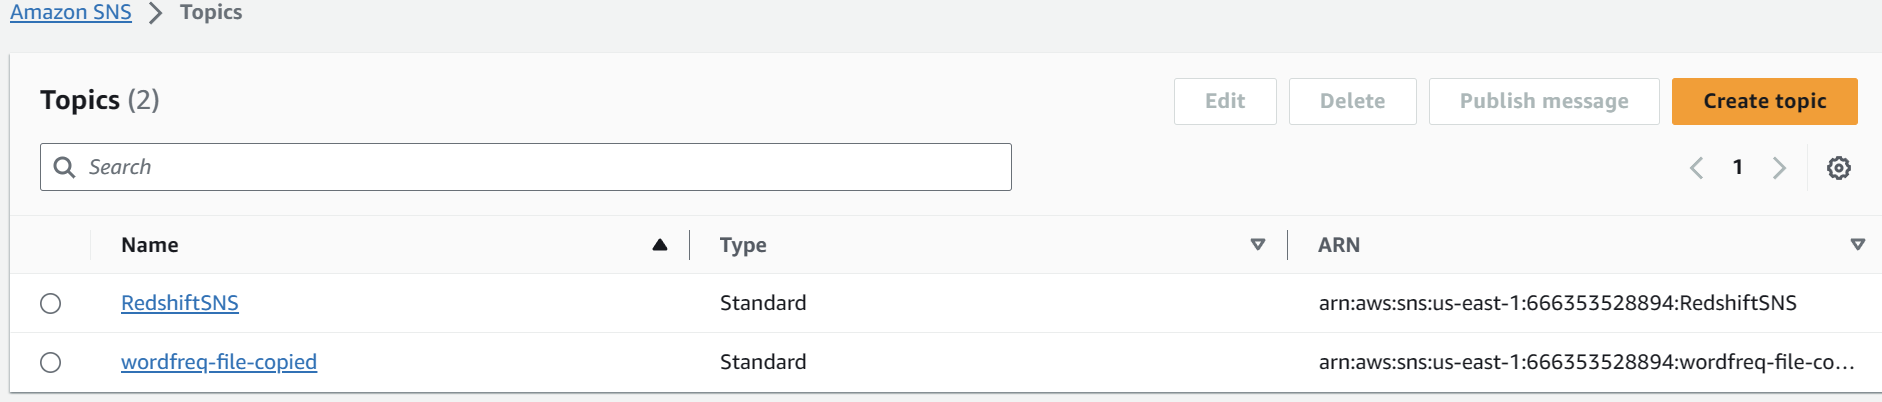 Amazon SNS > Topics
Topics (2)
Edit
Delete
Publish message
Create topic
Search
1
Name Type ARN
RedshiftSNS Standard arn:aws:sns:us-east-1:666353528894:RedshiftSNS
wordfreq-file-copied Standard arn:aws:sns:us-east-1:666353528894:wordfreq-file-co...